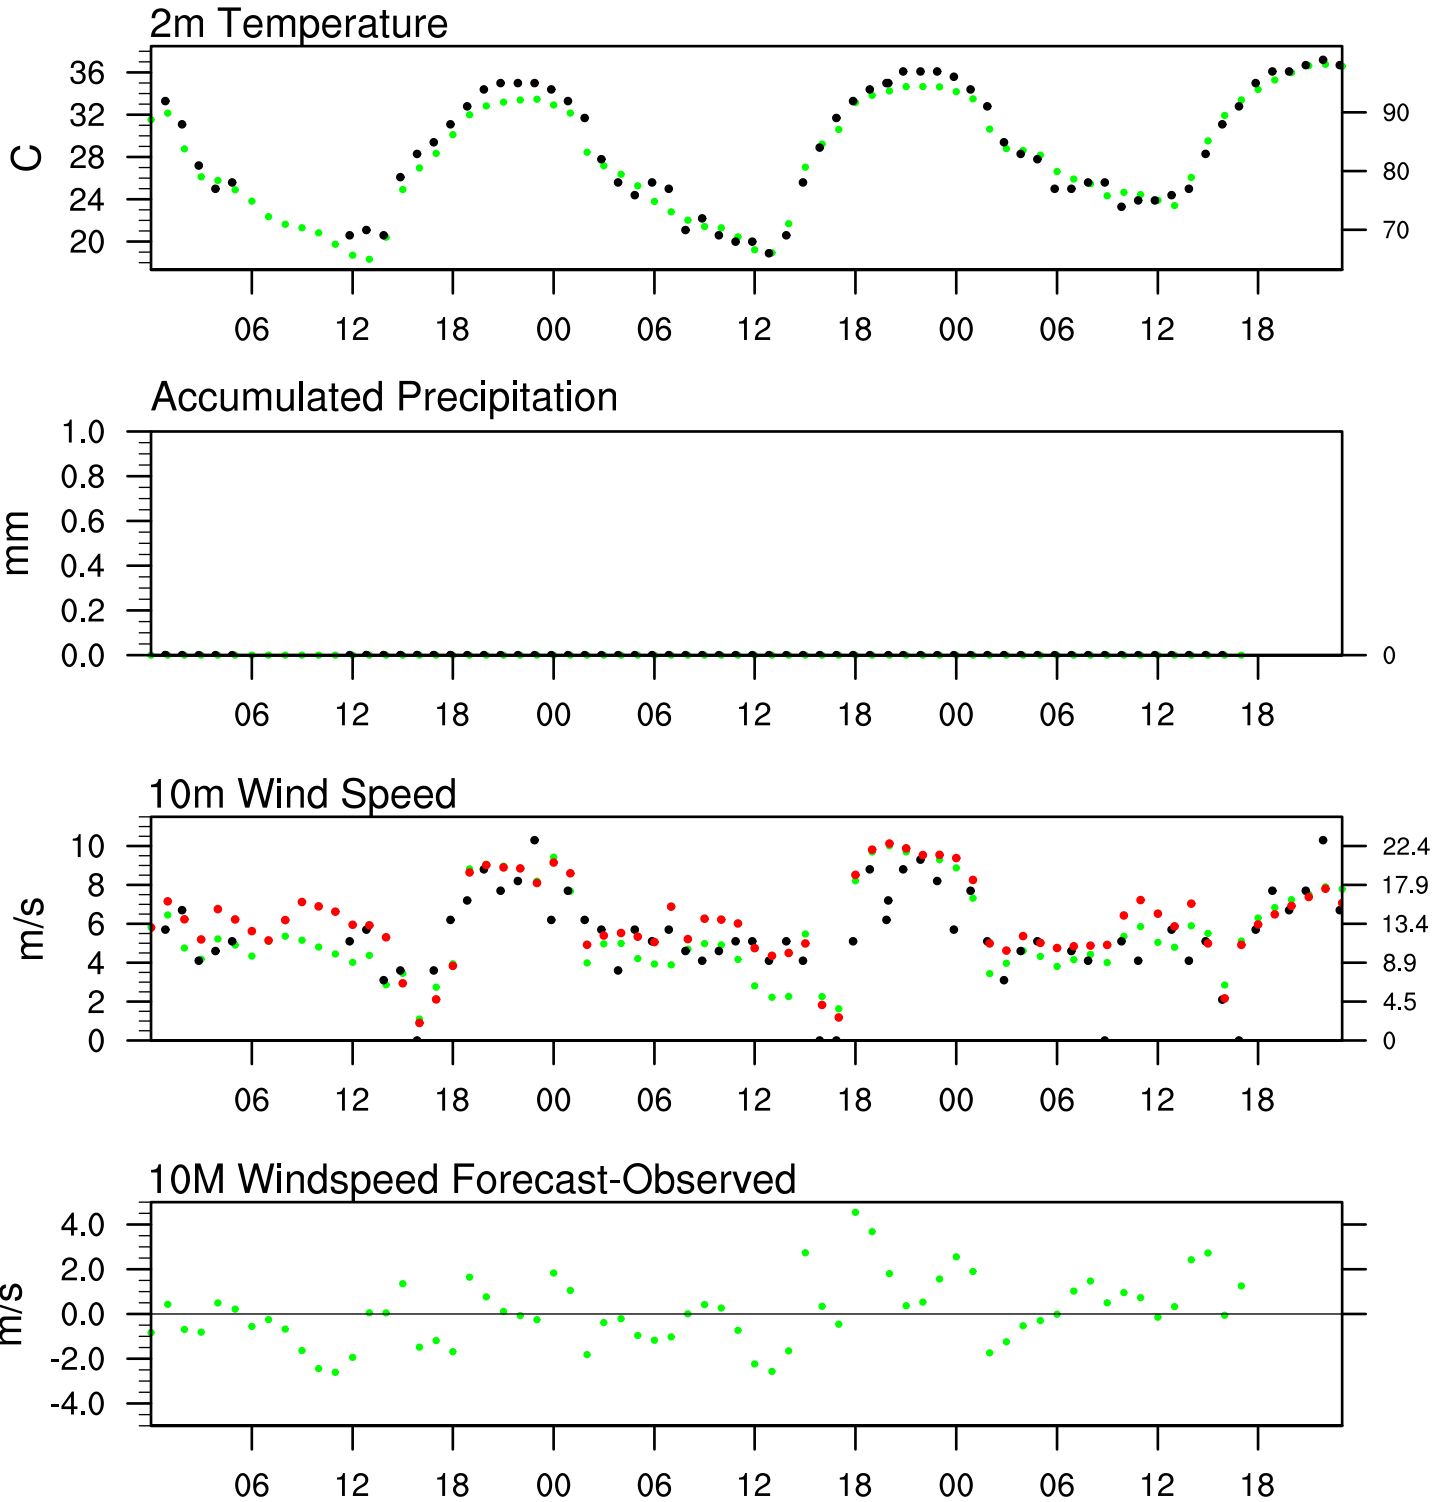 2m Temperature
36
32
28
24
20
C
90
80
70
06 12 18 00 06 12 18 00 06 12 18
Accumulated Precipitation
1.0
0.8
0.6
0.4
0.2
0.0
mm
0
06 12 18 00 06 12 18 00 06 12 18
10m Wind Speed
10
8
6
4
2
0
m/s
22.4
17.9
13.4
8.9
4.5
0
06 12 18 00 06 12 18 00 06 12 18
10M Windspeed Forecast-Observed
4.0
2.0
0.0
-2.0
-4.0
m/s
06 12 18 00 06 12 18 00 06 12 18